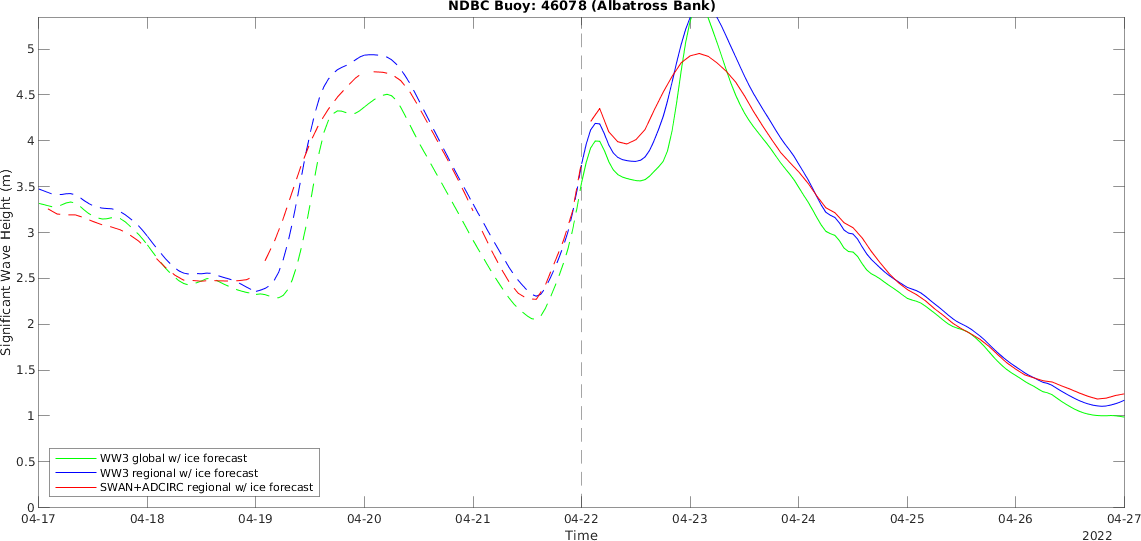 NDBC Buoy: 46078 (Albatross Bank)
Significant Wave Height (m)
5
4.5
4
3.5
3
2.5
2
1.5
1
0.5
0
WW3 global w/ ice forecast
WW3 regional w/ ice forecast
SWAN+ADCIRC regional w/ ice forecast
04-17 04-18 04-19 04-20 04-21 04-22 04-23 04-24 04-25 04-26 04-27
Time
2022